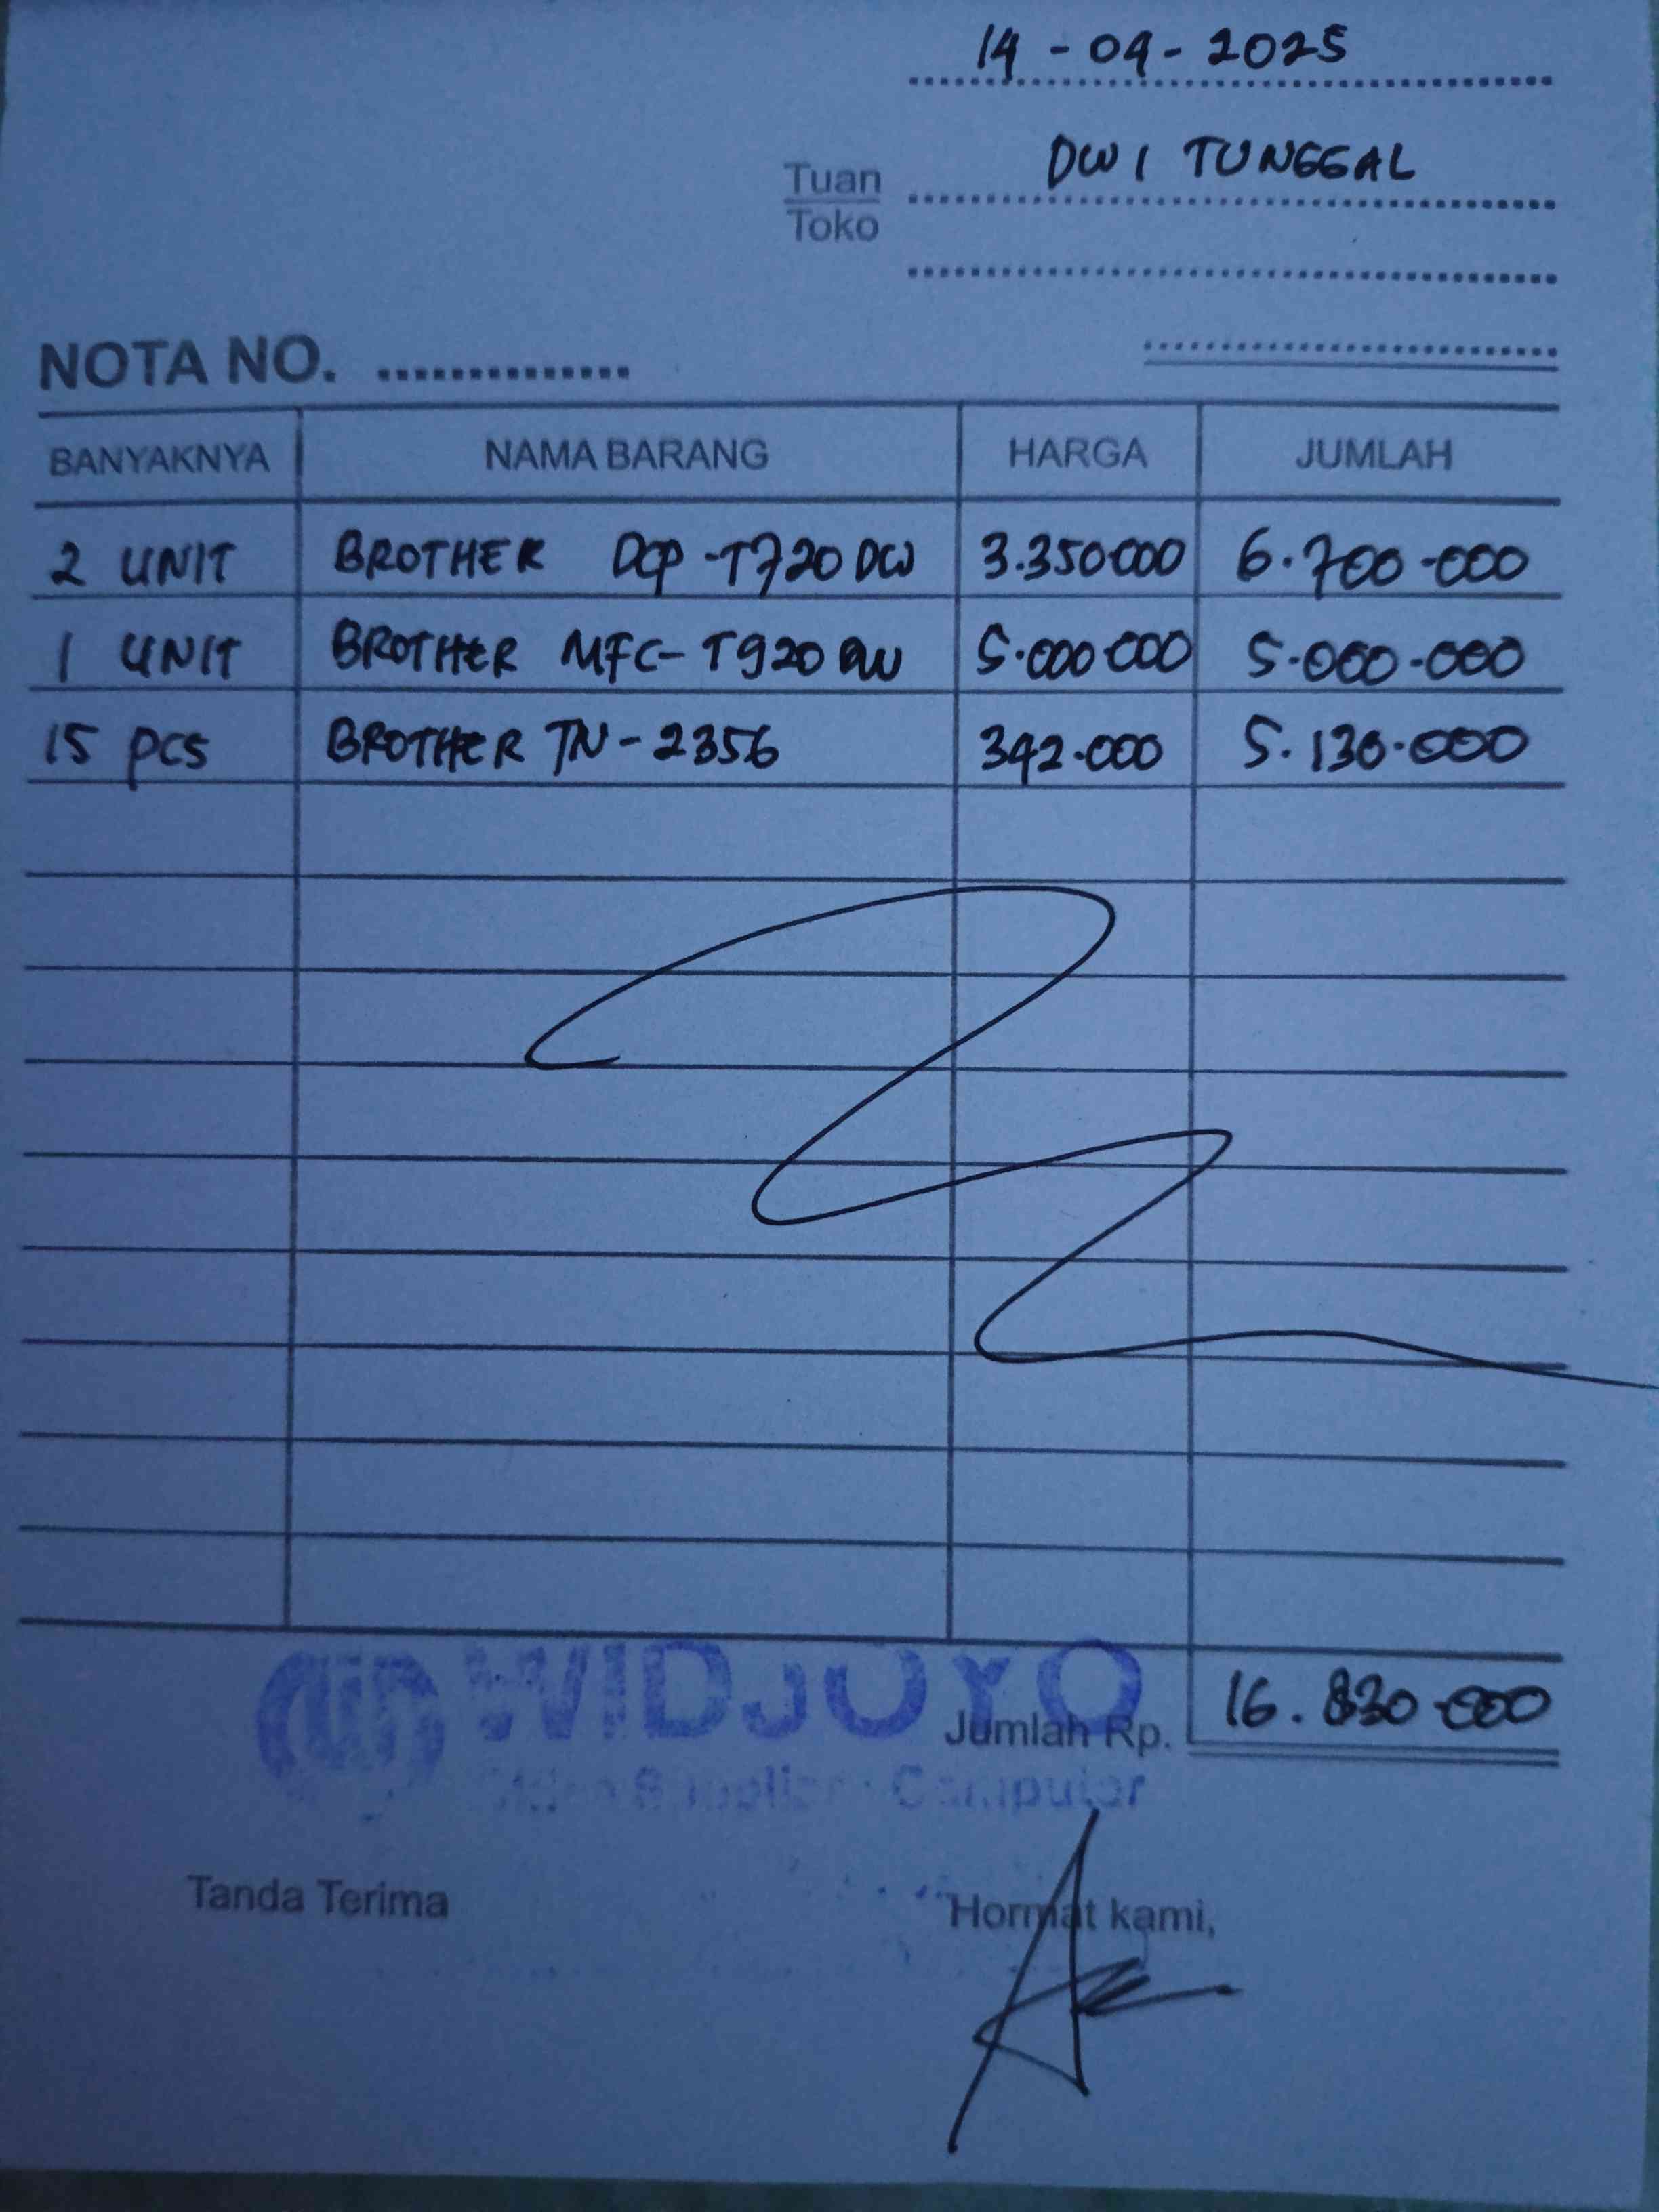 14-04-2025
Tuan DWI TUNGGAL
Toko
NOTA NO. ..............
BANYAKNYA NAMA BARANG HARGA JUMLAH
2 UNIT BROTHER DCP-T720DW 3.350.000 6.700.000
1 UNIT BROTHER MFC-T920DW 5.000.000 5.000.000
15 PCS BROTHER TN-2356 342.000 5.130.000
WIDJOYO
Jumlah Rp. 16.830.000
Computer
Tanda Terima Hormat kami,